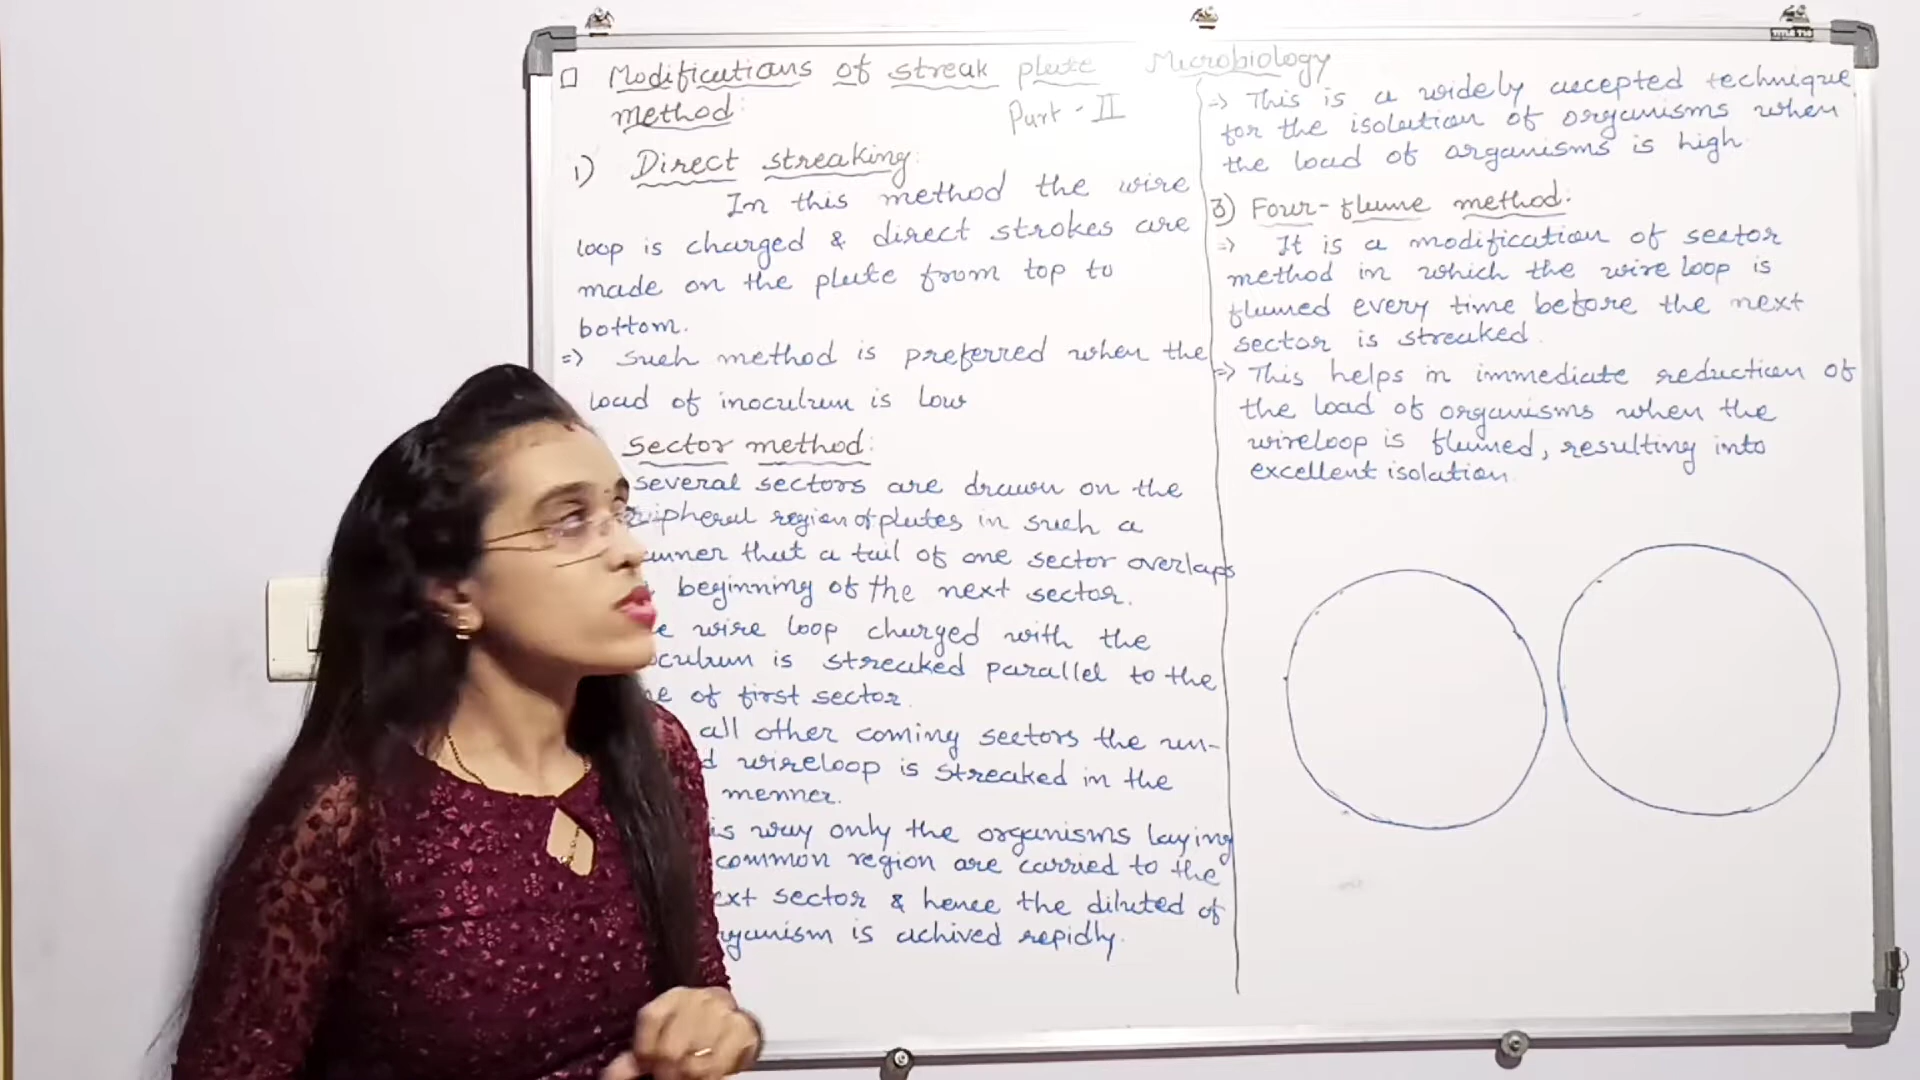 □ Modifications of streak plate Microbiology
method:
Part - II
1) Direct streaking:
In this method the wire
loop is charged & direct strokes are
made on the plate from top to
bottom.
=> such method is preferred when the
load of inoculum is low
Sector method:
several sectors are drawn on the
region of plates in such a
that a tail of one sector overlaps
beginning of the next sector.
wire loop charged with the
is streaked parallel to the
of first sector.
all other coming sectors the un-
wireloop is streaked in the
menner.
way only the organisms laying
common region are carried to the
sector & hence the diluted of
is achived repidly.
=> This is a widely accepted technique
for the isolation of organisms when
the load of organisms is high
3) Four-flame method:
=> It is a modification of sector
method in which the wire loop is
flamed every time before the next
sector is streaked.
=> This helps in immediate reduction of
the load of organisms when the
wireloop is flamed, resulting into
excellent isolation.